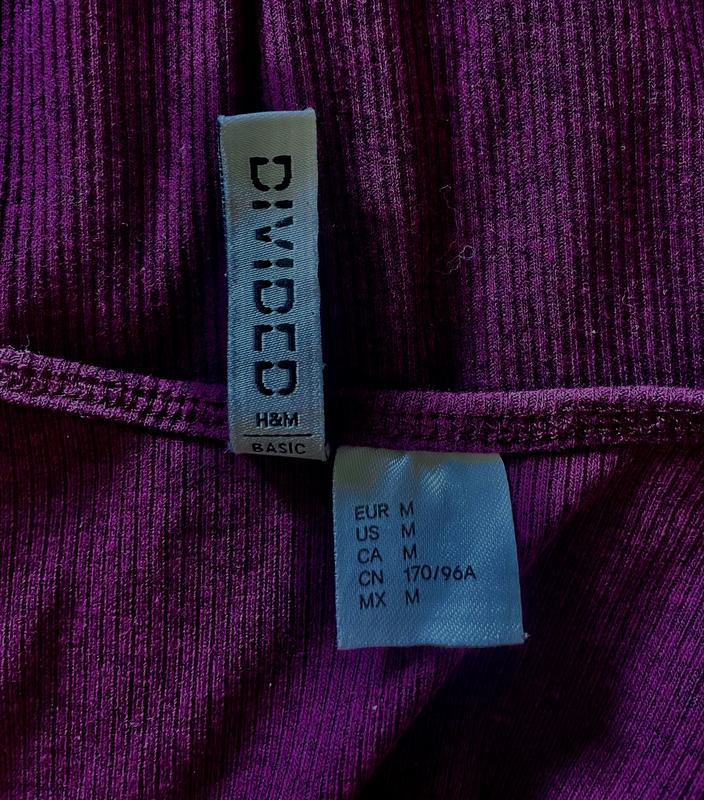 DIVIDED
H&M
BASIC
EUR M
US M
CA M
CN 170/96A
MX M